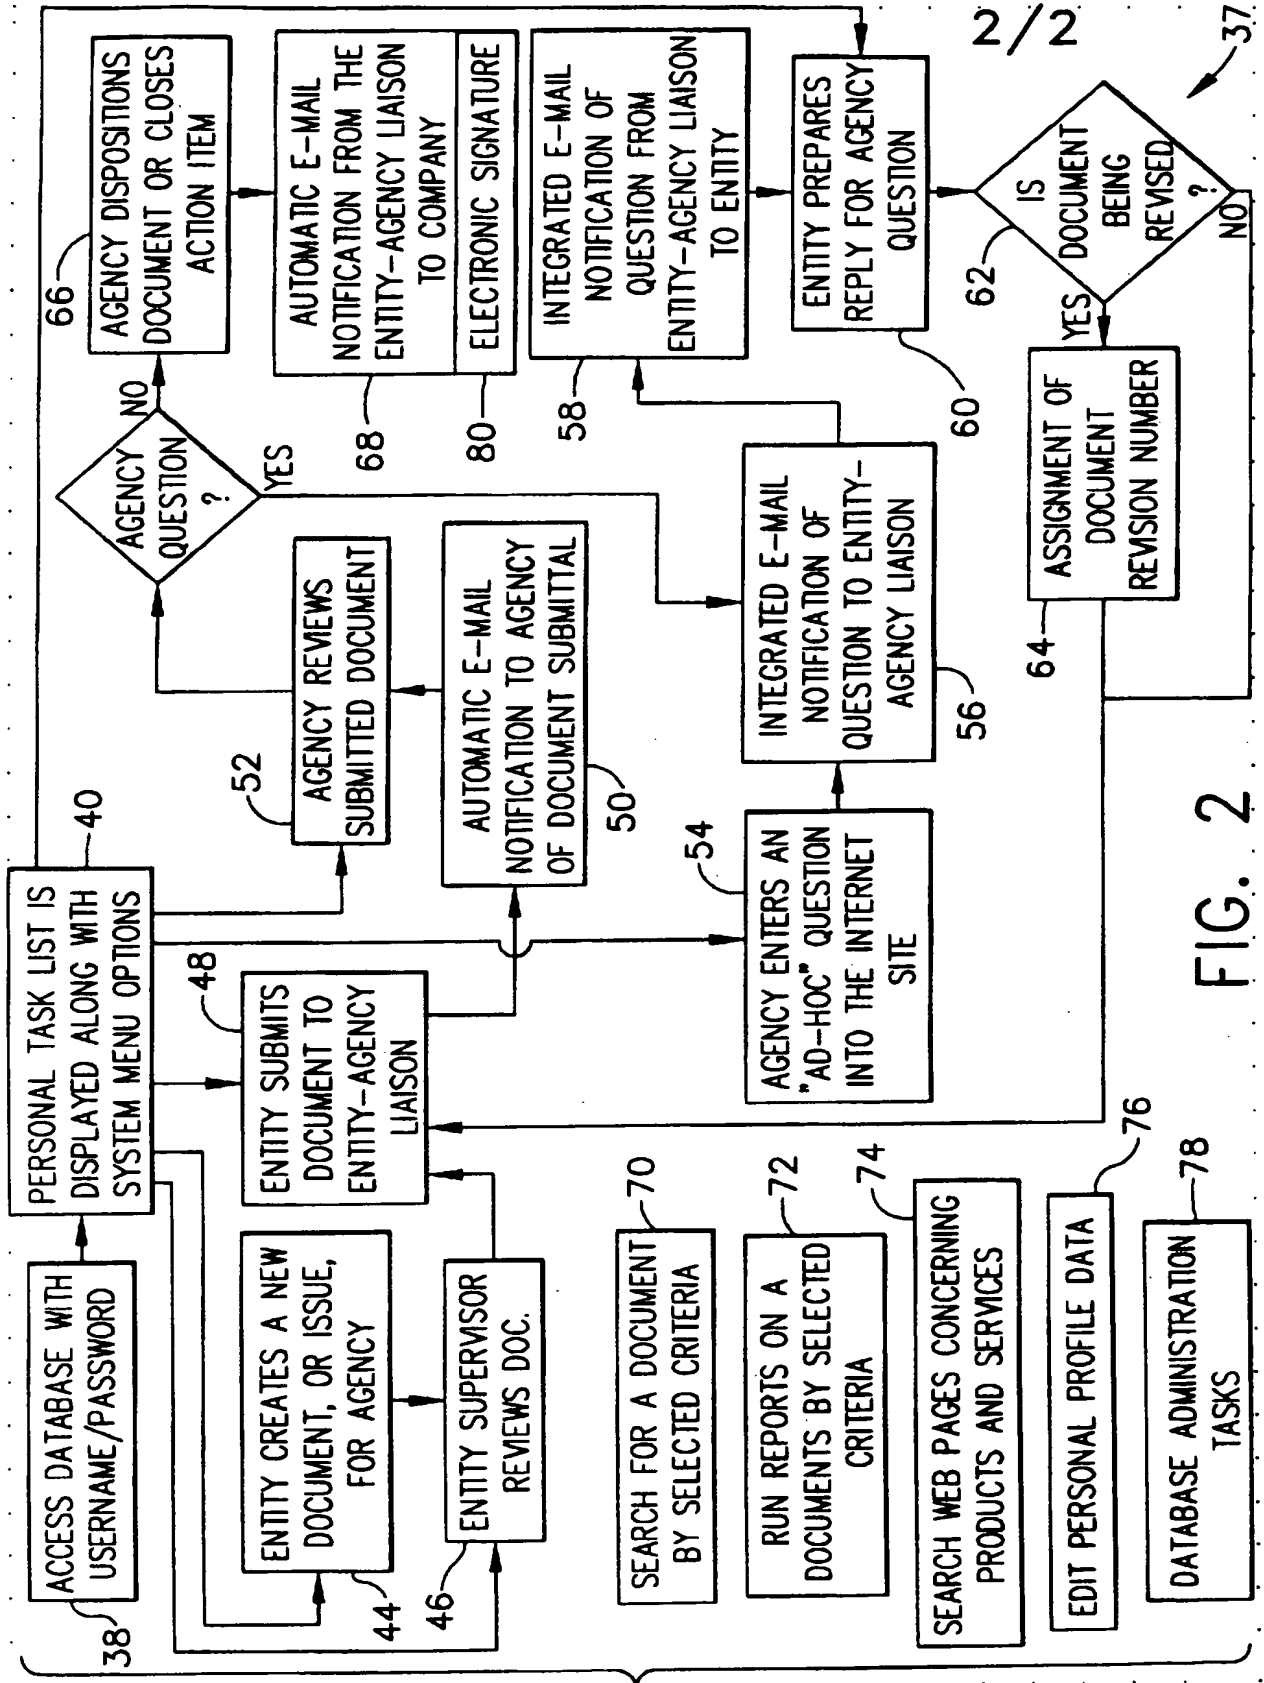 2/2
37
ACCESS DATABASE WITH
USERNAME/PASSWORD
38
PERSONAL TASK LIST IS
DISPLAYED ALONG WITH
SYSTEM MENU OPTIONS
40
ENTITY CREATES A NEW
DOCUMENT, OR ISSUE,
FOR AGENCY
44
ENTITY SUPERVISOR
REVIEWS DOC.
46
ENTITY SUBMITS
DOCUMENT TO
ENTITY-AGENCY
LIAISON
48
AUTOMATIC E-MAIL
NOTIFICATION TO AGENCY
OF DOCUMENT SUBMITTAL
50
AGENCY REVIEWS
SUBMITTED DOCUMENT
52
AGENCY
QUESTION
?
NO
YES
AGENCY DISPOSITIONS
DOCUMENT OR CLOSES
ACTION ITEM
66
AUTOMATIC E-MAIL
NOTIFICATION FROM THE
ENTITY-AGENCY LIAISON
TO COMPANY
68
ELECTRONIC SIGNATURE
80
AGENCY ENTERS AN
"AD-HOC" QUESTION
INTO THE INTERNET
SITE
54
INTEGRATED E-MAIL
NOTIFICATION OF
QUESTION TO ENTITY-
AGENCY LIAISON
56
INTEGRATED E-MAIL
NOTIFICATION OF
QUESTION FROM
ENTITY-AGENCY LIAISON
TO ENTITY
58
ENTITY PREPARES
REPLY FOR AGENCY
QUESTION
60
IS
DOCUMENT
BEING
REVISED
?
62
YES
NO
ASSIGNMENT OF
DOCUMENT
REVISION NUMBER
64
SEARCH FOR A DOCUMENT
BY SELECTED CRITERIA
70
RUN REPORTS ON A
DOCUMENTS BY SELECTED
CRITERIA
72
SEARCH WEB PAGES CONCERNING
PRODUCTS AND SERVICES
74
EDIT PERSONAL PROFILE DATA
76
DATABASE ADMINISTRATION
TASKS
78
FIG. 2